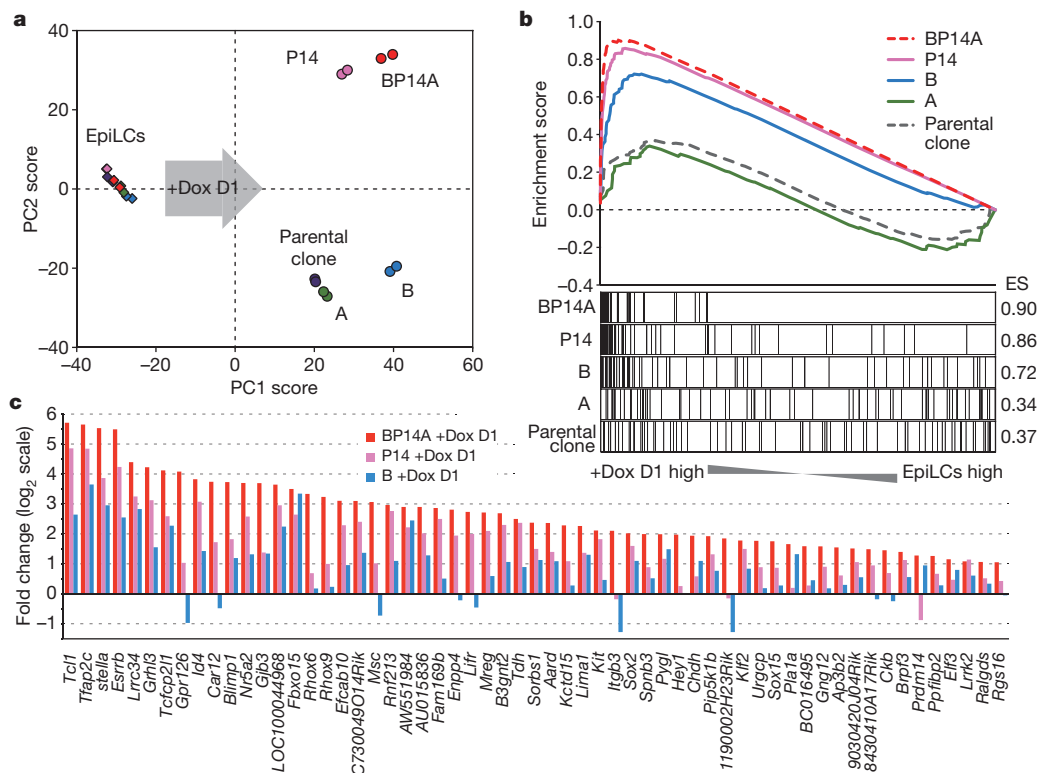 a
40
20
0
−20
−40
−40
−20
0
20
40
60
PC2 score
PC1 score
P14
BP14A
EpiLCs
+Dox D1
Parental
clone
A
B
b
1.0
0.8
0.6
0.4
0.2
0.0
−0.2
−0.4
Enrichment score
BP14A
P14
B
A
Parental
clone
ES
BP14A 0.90
P14 0.86
B 0.72
A 0.34
Parental
clone 0.37
+Dox D1 high
EpiLCs high
c
6
5
4
3
2
1
0
−1
Fold change (log2 scale)
BP14A +Dox D1
P14 +Dox D1
B +Dox D1
Tcl1
Tfap2c
stella
Esrrb
Lrrc34
Grhl3
Tcfcp2l1
Gpr126
Id4
Car12
Blimp1
Nr5a2
Gjb3
LOC100044968
Fbxo15
Rhox6
Rhox9
Efcab10
C730049O14Rik
Msc
Rnf213
AW551984
AU015836
Fam169b
Enpp4
Lifr
Mreg
B3gnt2
Tdh
Sorbs1
Aard
Kctd15
Lima1
Kit
Itgb3
Sox2
Spnb3
Pygl
Hey1
Pip5k1b
1190002H23Rik
Klf2
Urgcp
Sox15
Pla1a
BC016495
Gng12
Ap3b2
9030420J04Rik
8430410A17Rik
Ckb
Brpf3
Prdm14
Ppfibp2
Elf3
Lrrk2
Ralgds
Rgs16